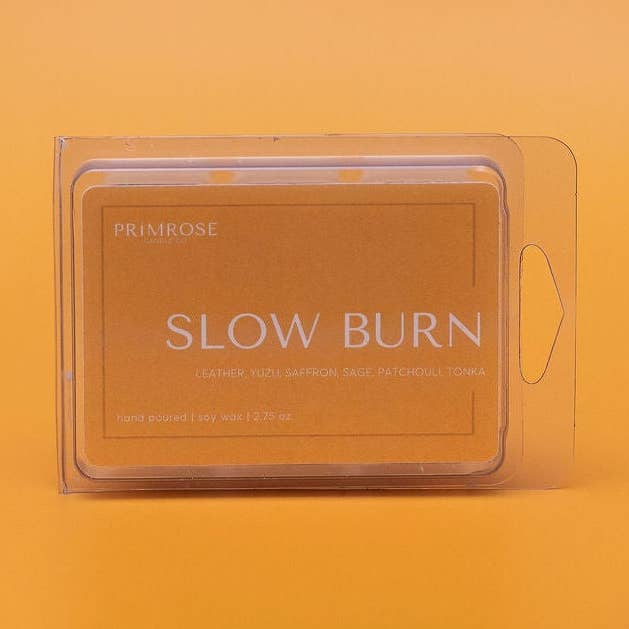 PRiMROSE
CANDLE CO
SLOW BURN
LEATHER, YUZU, SAFFRON, SAGE, PATCHOULI, TONKA
hand poured | soy wax | 2.75 oz